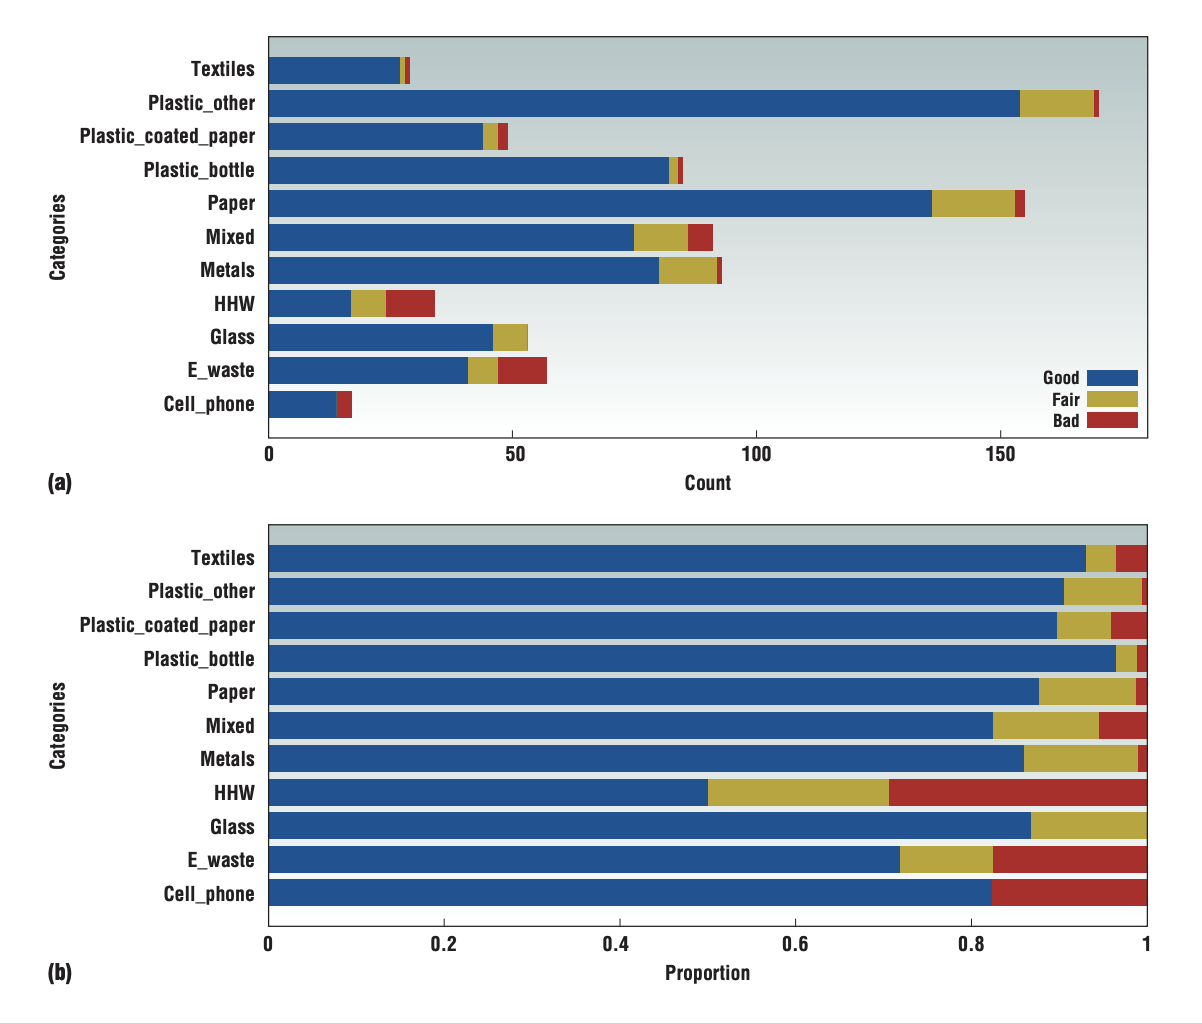 Categories
Textiles
Plastic_other
Plastic_coated_paper
Plastic_bottle
Paper
Mixed
Metals
HHW
Glass
E_waste
Cell_phone
Good
Fair
Bad
0 50 100 150
Count
(a)
Categories
Textiles
Plastic_other
Plastic_coated_paper
Plastic_bottle
Paper
Mixed
Metals
HHW
Glass
E_waste
Cell_phone
0 0.2 0.4 0.6 0.8 1
Proportion
(b)